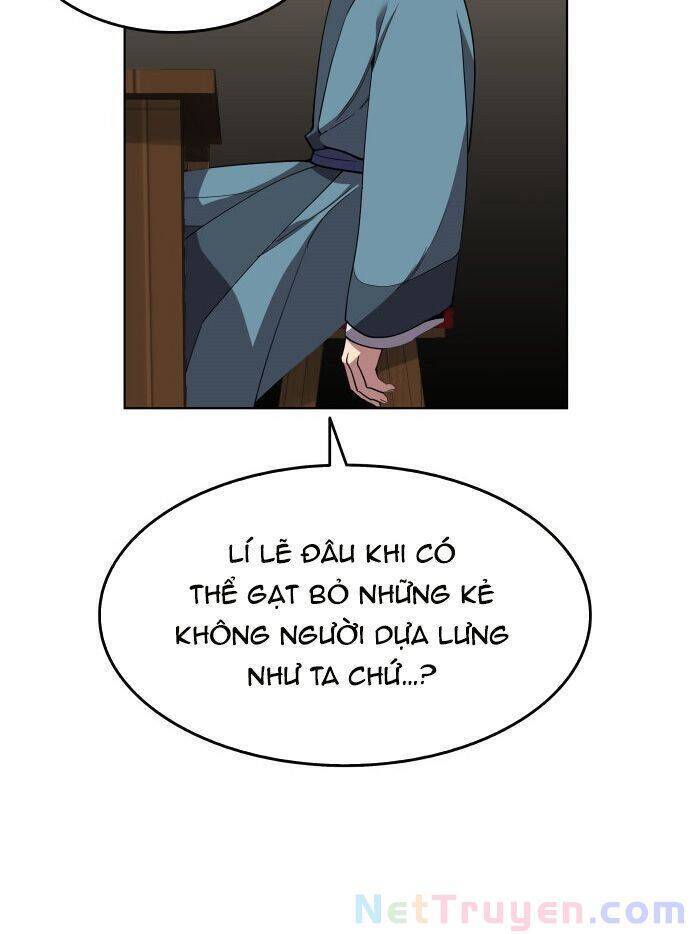 LÍ LẼ ĐÂU KHI CÓ
THỂ GẠT BỎ NHỮNG KẺ
KHÔNG NGƯỜI DỰA LƯNG
NHƯ TA CHỨ...?
NetTruyen.com